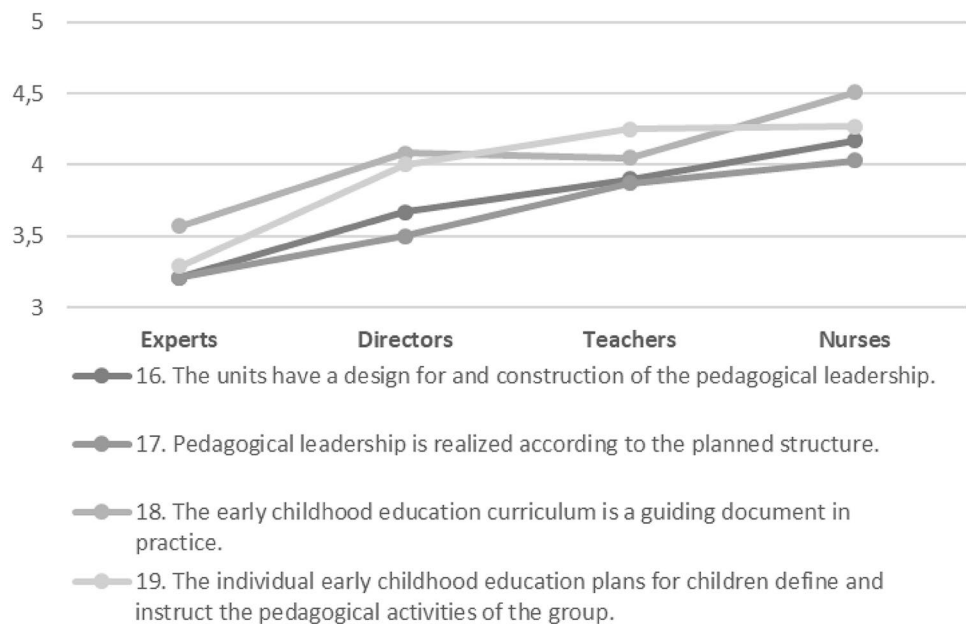 5
4,5
4
3,5
3
Experts Directors Teachers Nurses
16. The units have a design for and construction of the pedagogical leadership.
17. Pedagogical leadership is realized according to the planned structure.
18. The early childhood education curriculum is a guiding document in
practice.
19. The individual early childhood education plans for children define and
instruct the pedagogical activities of the group.